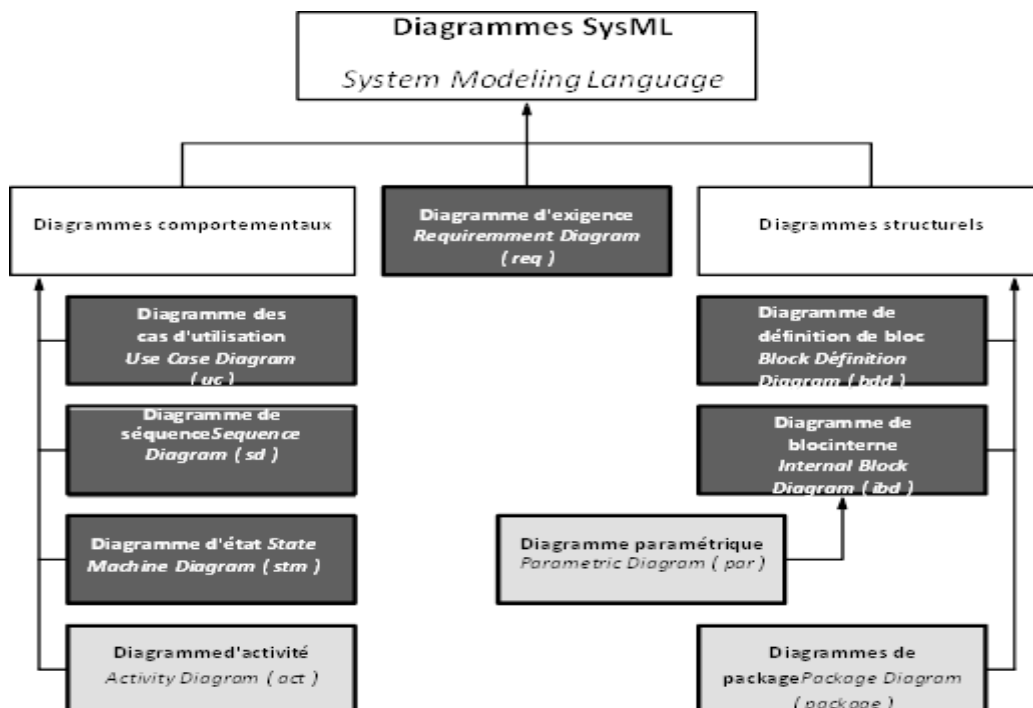 Diagrammes SysML
System Modeling Language
Diagrammes comportementaux
Diagramme d'exigence
Requiremment Diagram
( req )
Diagrammes structurels
Diagramme des
cas d'utilisation
Use Case Diagram
( uc )
Diagramme de
définition de bloc
Block Définition
Diagram ( bdd )
Diagramme de
séquenceSequence
Diagram ( sd )
Diagramme de
blocinterne
Internal Block
Diagram ( ibd )
Diagramme d'état State
Machine Diagram ( stm )
Diagramme paramétrique
Parametric Diagram ( par )
Diagrammed'activité
Activity Diagram ( act )
Diagrammes de
packagePackage Diagram
( package )